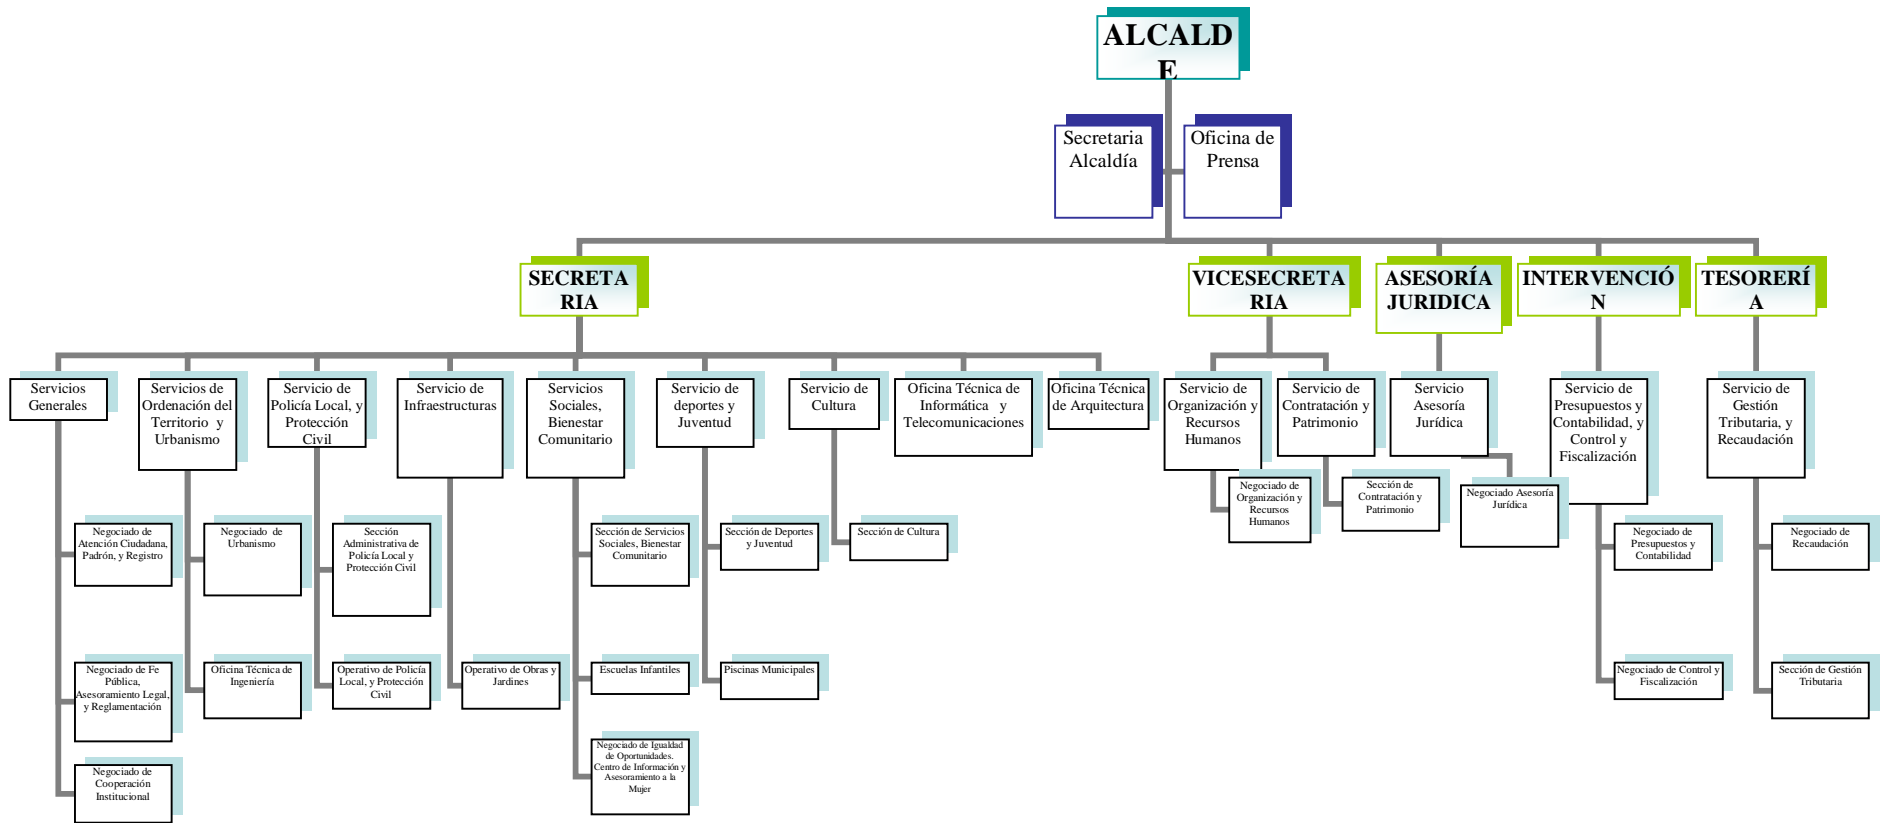 ALCALD
E
Secretaria
Alcaldía
Oficina de
Prensa
SECRETA
RIA
VICESECRETA
RIA
ASESORÍA
JURIDICA
INTERVENCIÓ
N
TESORERÍ
A
Servicios
Generales
Servicios de
Ordenación del
Territorio y
Urbanismo
Servicio de
Policía Local, y
Protección
Civil
Servicio de
Infraestructuras
Servicios
Sociales,
Bienestar
Comunitario
Servicio de
deportes y
Juventud
Servicio de
Cultura
Oficina Técnica de
Informática y
Telecomunicaciones
Oficina Técnica
de Arquitectura
Servicio de
Organización y
Recursos
Humanos
Servicio de
Contratación y
Patrimonio
Servicio
Asesoría
Jurídica
Servicio de
Presupuestos y
Contabilidad, y
Control y
Fiscalización
Servicio de
Gestión
Tributaria, y
Recaudación
Negociado de
Organización y
Recursos
Humanos
Sección de
Contratación y
Patrimonio
Negociado Asesoría
Jurídica
Negociado de
Atención Ciudadana,
Padrón, y Registro
Negociado de
Urbanismo
Sección
Administrativa de
Policía Local y
Protección Civil
Sección de Servicios
Sociales, Bienestar
Comunitario
Sección de Deportes
y Juventud
Sección de Cultura
Negociado de
Presupuestos y
Contabilidad
Negociado de
Recaudación
Negociado de Fe
Pública,
Asesoramiento Legal,
y Reglamentación
Oficina Técnica de
Ingeniería
Operativo de Policía
Local, y Protección
Civil
Operativo de Obras y
Jardines
Escuelas Infantiles
Piscinas Municipales
Negociado de Control y
Fiscalización
Sección de Gestión
Tributaria
Negociado de
Cooperación
Institucional
Negociado de Igualdad
de Oportunidades.
Centro de Información y
Asesoramiento a la
Mujer